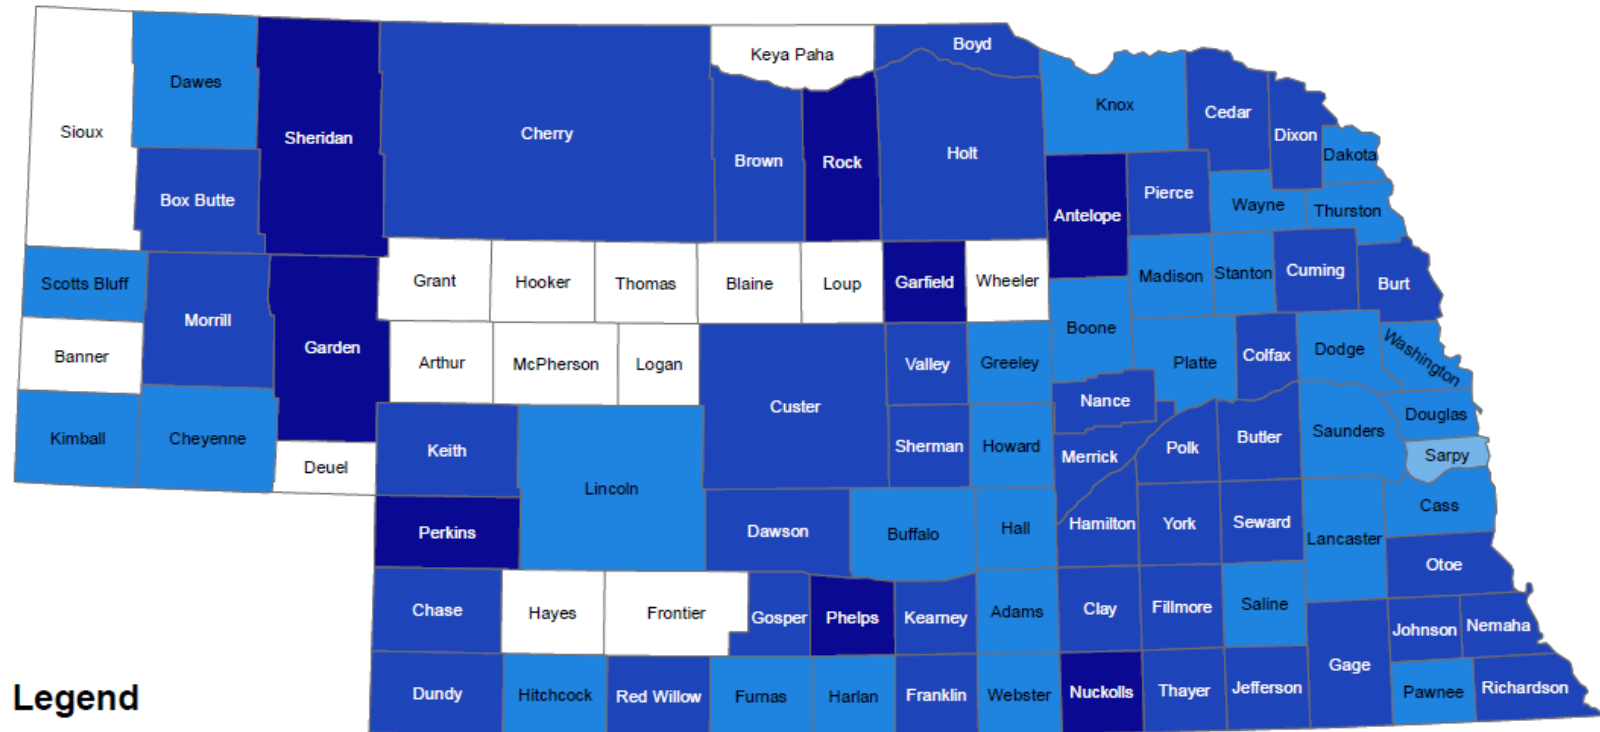 Keya Paha
Boyd
Dawes
Knox
Cedar
Sioux
Sheridan
Cherry
Dixon
Brown
Rock
Holt
Dakota
Box Butte
Pierce
Antelope
Wayne
Thurston
Scotts Bluff
Grant
Hooker
Thomas
Blaine
Loup
Garfield
Wheeler
Madison
Stanton
Cuming
Burt
Morrill
Boone
Banner
Garden
Arthur
McPherson
Logan
Valley
Greeley
Platte
Colfax
Dodge
Washington
Custer
Nance
Kimball
Cheyenne
Keith
Sherman
Howard
Merrick
Polk
Butler
Saunders
Douglas
Deuel
Sarpy
Lincoln
Perkins
Dawson
Buffalo
Hall
Hamilton
York
Seward
Lancaster
Cass
Otoe
Chase
Hayes
Frontier
Gosper
Phelps
Kearney
Adams
Clay
Fillmore
Saline
Johnson
Nemaha
Gage
Legend
Dundy
Hitchcock
Red Willow
Furnas
Harlan
Franklin
Webster
Nuckolls
Thayer
Jefferson
Pawnee
Richardson